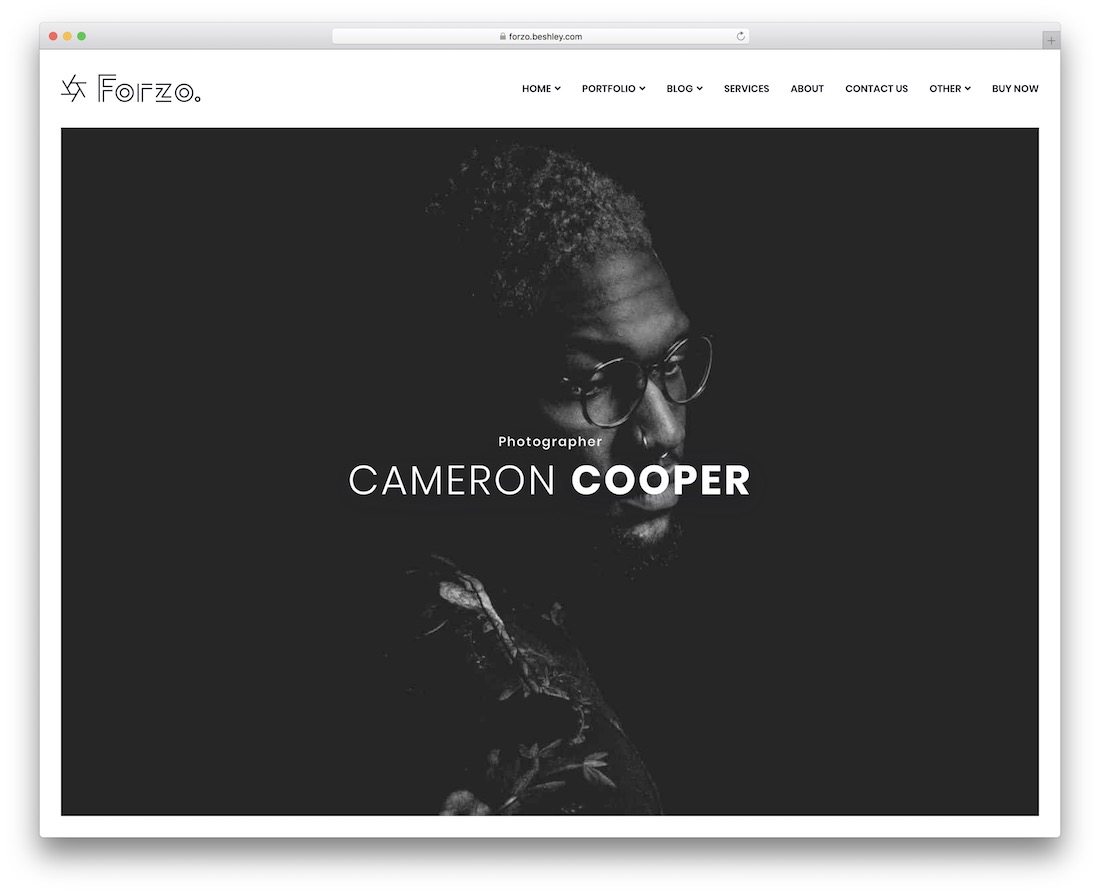 forzo.beshley.com
Forzo.
HOME PORTFOLIO BLOG SERVICES ABOUT CONTACT US OTHER BUY NOW
Photographer
CAMERON COOPER